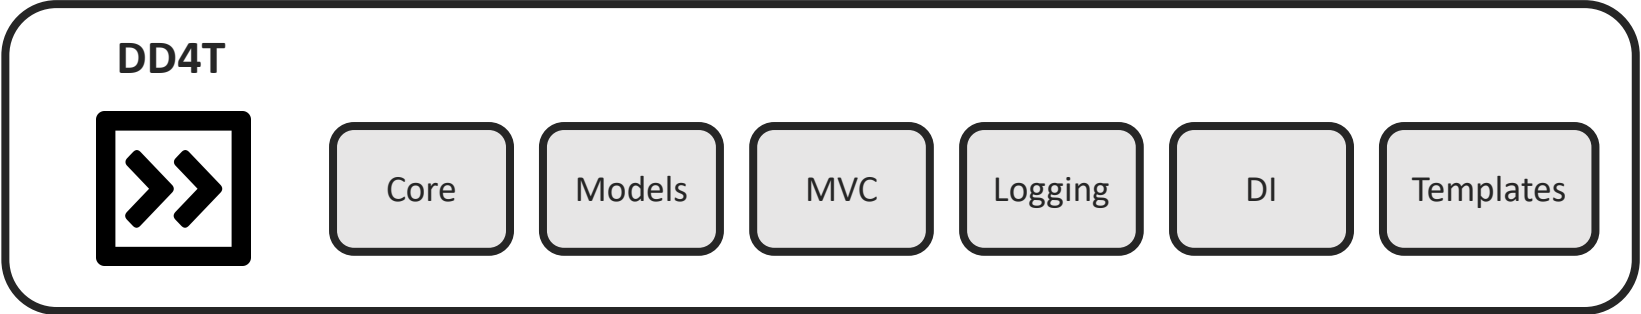 DD4T
Core
Models
MVC
Logging
DI
Templates